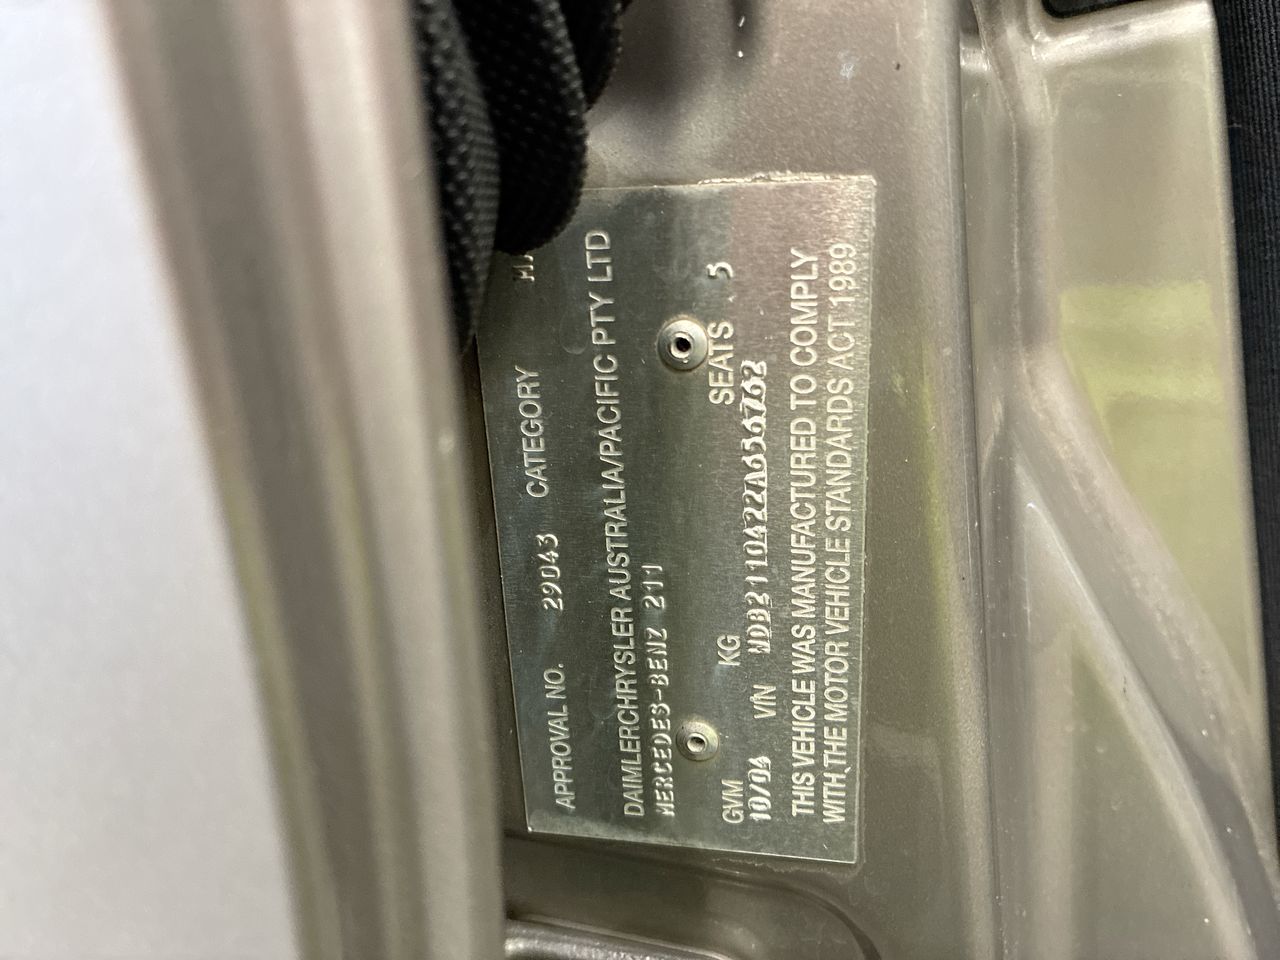 APPROVAL NO. 29043 CATEGORY
DAIMLERCHRYSLER AUSTRALIA/PACIFIC PTY LTD
MERCEDES-BENZ 211
GVM KG SEATS 5
10/04 VIN WDB2110422A656762
THIS VEHICLE WAS MANUFACTURED TO COMPLY
WITH THE MOTOR VEHICLE STANDARDS ACT 1989